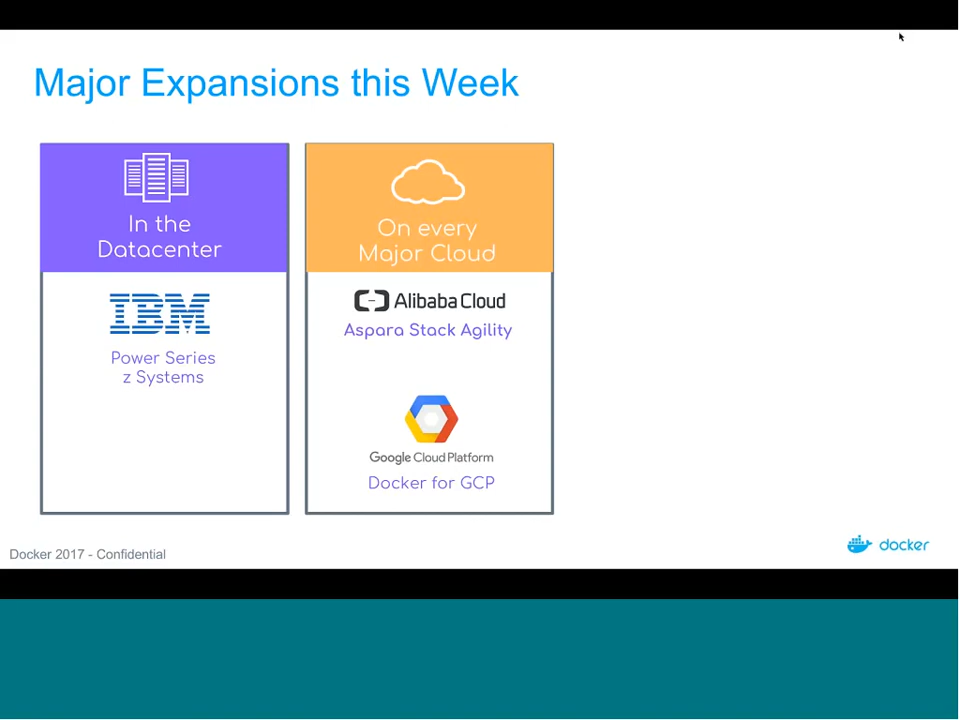 Major Expansions this Week
In the
Datacenter
IBM
Power Series
z Systems
On every
Major Cloud
Alibaba Cloud
Aspara Stack Agility
Google Cloud Platform
Docker for GCP
Docker 2017 - Confidential
docker